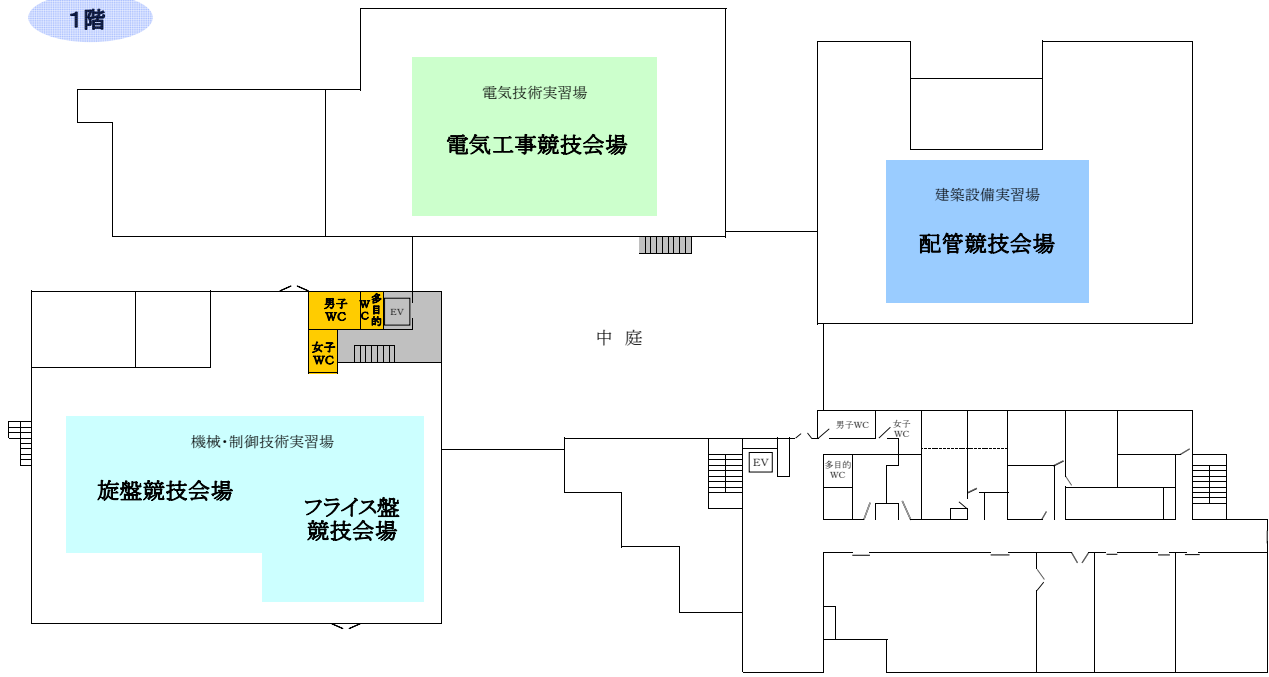 1階
電気技術実習場
電気工事競技会場
建築設備実習場
配管競技会場
男子
WC
多目的
WC
EV
女子
WC
中 庭
機械・制御技術実習場
旋盤競技会場
フライス盤
競技会場
EV
男子WC
女子
WC
多目的
WC